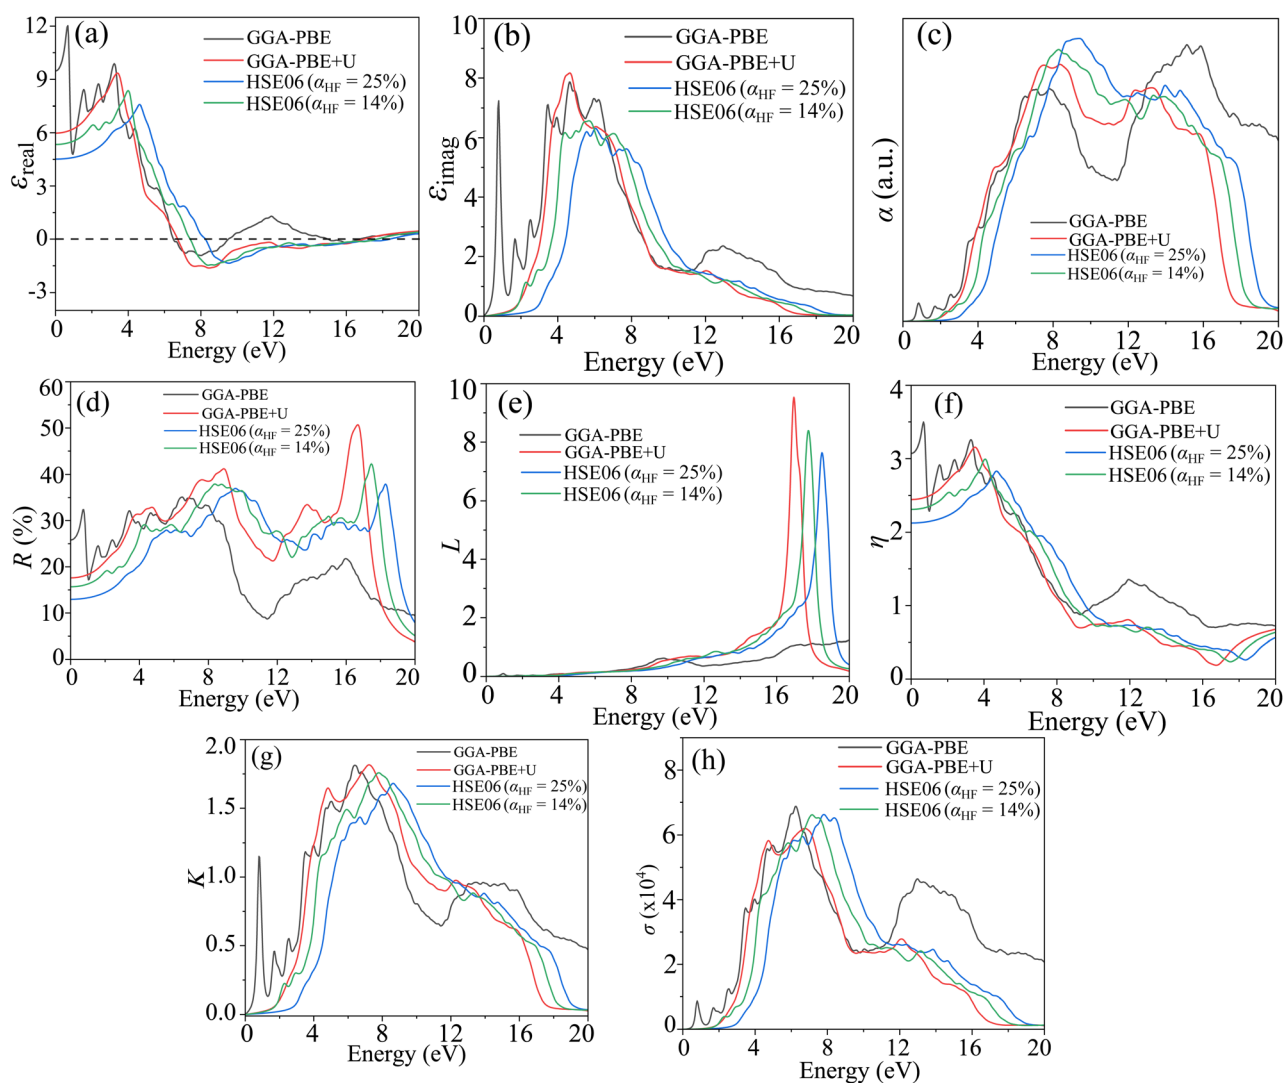 (a)
GGA-PBE
GGA-PBE+U
HSE06 (αHF = 25%)
HSE06 (αHF = 14%)
εreal
12
9
6
3
0
-3
0 4 8 12 16 20
Energy (eV)
(b)
GGA-PBE
GGA-PBE+U
HSE06 (αHF = 25%)
HSE06 (αHF = 14%)
εimag
10
8
6
4
2
0
0 4 8 12 16 20
Energy (eV)
(c)
GGA-PBE
GGA-PBE+U
HSE06 (αHF = 25%)
HSE06 (αHF = 14%)
α (a.u.)
0 4 8 12 16 20
Energy (eV)
(d)
GGA-PBE
GGA-PBE+U
HSE06 (αHF = 25%)
HSE06 (αHF = 14%)
R (%)
60
50
40
30
20
10
0
0 4 8 12 16 20
Energy (eV)
(e)
GGA-PBE
GGA-PBE+U
HSE06 (αHF = 25%)
HSE06 (αHF = 14%)
L
10
8
6
4
2
0
0 4 8 12 16 20
Energy (eV)
(f)
GGA-PBE
GGA-PBE+U
HSE06 (αHF = 25%)
HSE06 (αHF = 14%)
η
4
3
2
1
0
0 4 8 12 16 20
Energy (eV)
(g)
GGA-PBE
GGA-PBE+U
HSE06 (αHF = 25%)
HSE06 (αHF = 14%)
K
2.0
1.5
1.0
0.5
0.0
0 4 8 12 16 20
Energy (eV)
(h)
GGA-PBE
GGA-PBE+U
HSE06 (αHF = 25%)
HSE06 (αHF = 14%)
σ (x10⁴)
8
6
4
2
0
0 4 8 12 16 20
Energy (eV)